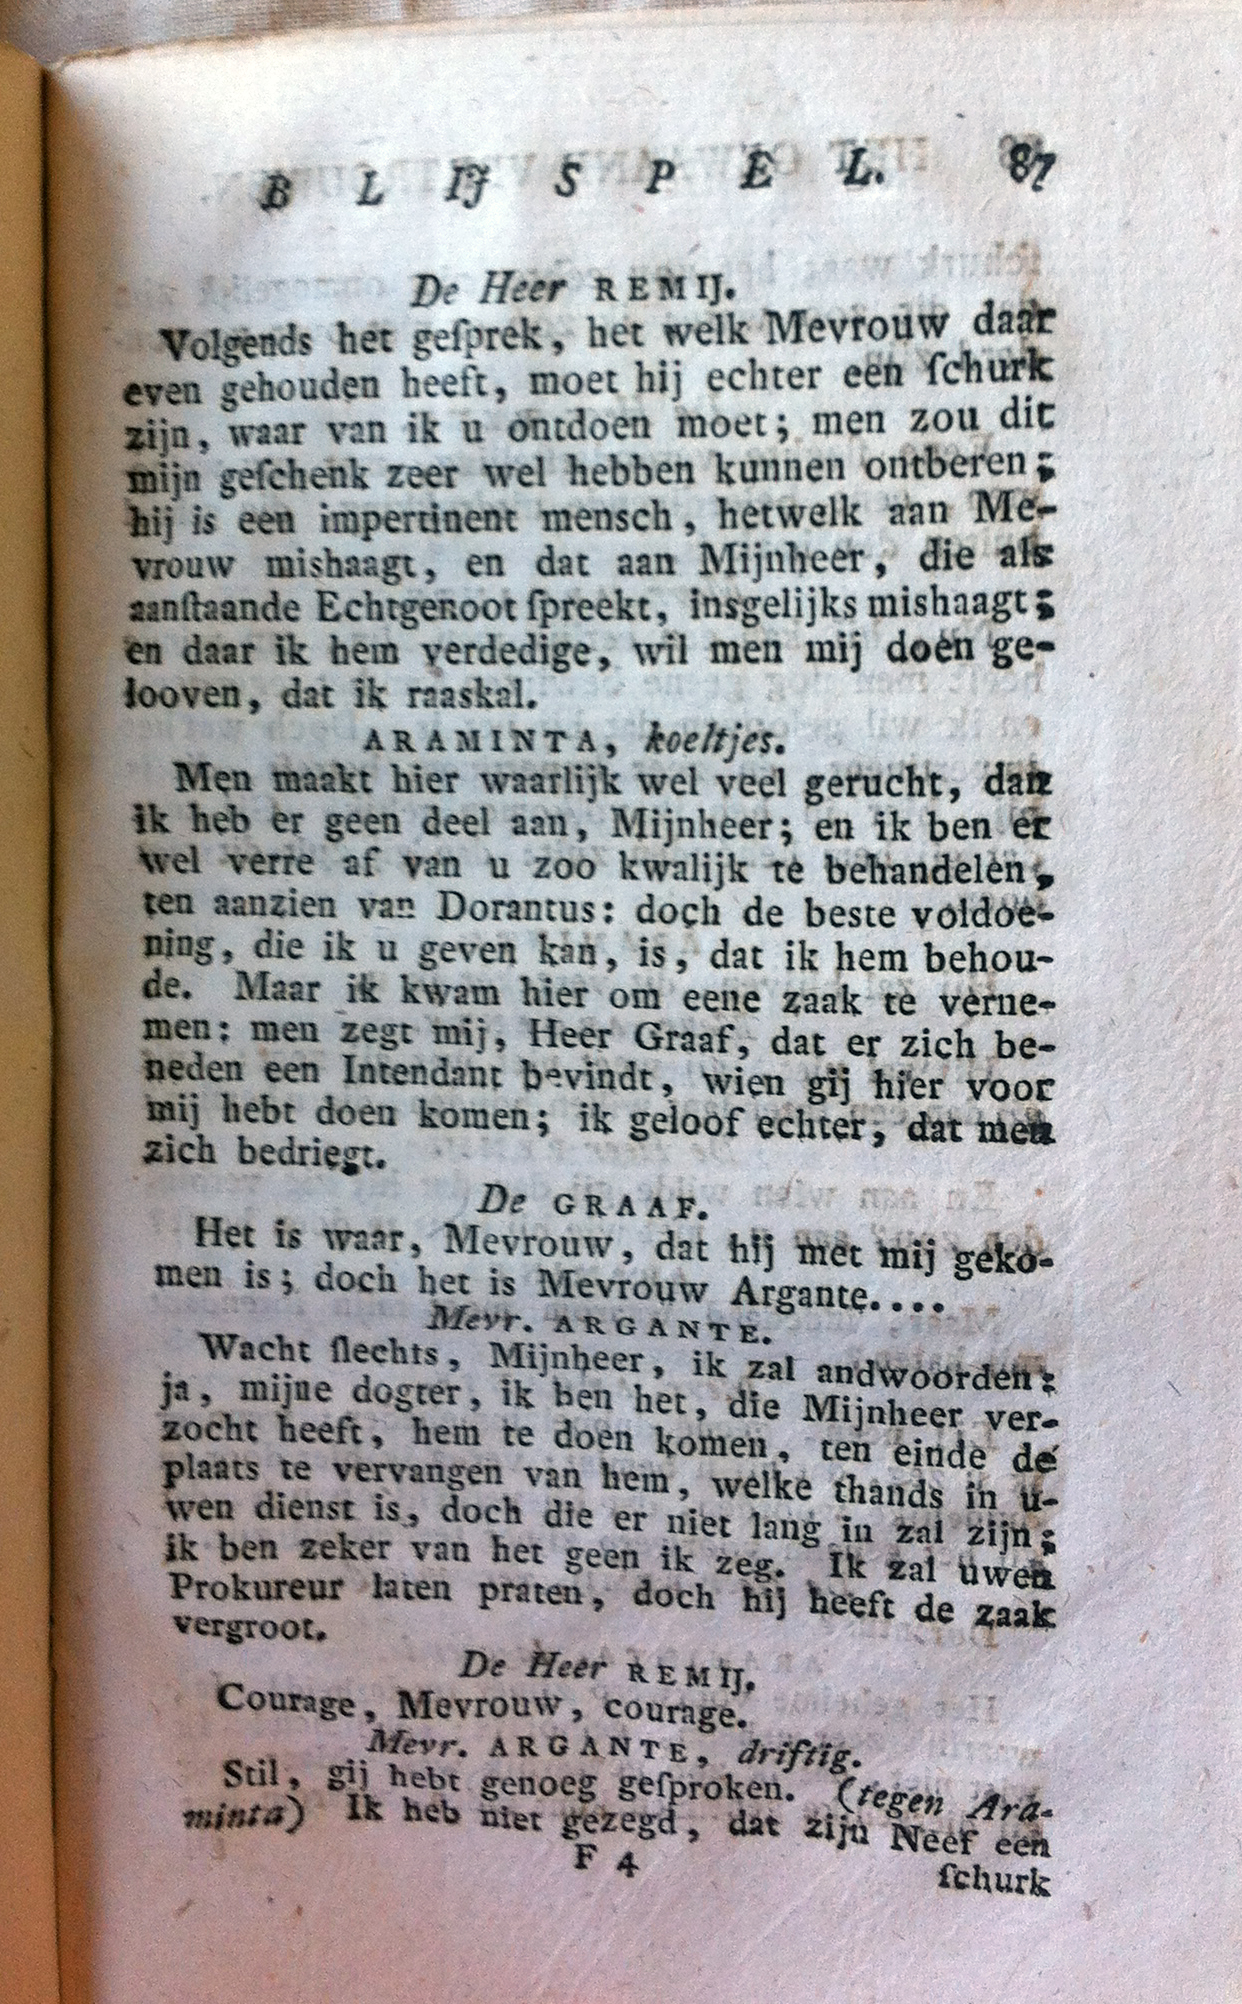 B L IJ S P E L. 87
De Heer REMIJ.
Volgends het geſprek, het welk Mevrouw daar
even gehouden heeft, moet hij echter een ſchurk
zijn, waar van ik u ontdoen moet; men zou dit
mijn geſchenk zeer wel hebben kunnen ontberen;
hij is een impertinent mensch, hetwelk aan Me-
vrouw mishaagt, en dat aan Mijnheer, die als
aanſtaande Echtgenoot ſpreekt, insgelijks mishaagt;
en daar ik hem verdedige, wil men mij doen ge-
looven, dat ik raaskal.
ARAMINTA, koeltjes.
Men maakt hier waarlijk wel veel gerucht, dan
ik heb er geen deel aan, Mijnheer; en ik ben er
wel verre af van u zoo kwalijk te behandelen,
ten aanzien van Dorantus: doch de beste voldoe-
ning, die ik u geven kan, is, dat ik hem behou-
de. Maar ik kwam hier om eene zaak te verne-
men: men zegt mij, Heer Graaf, dat er zich be-
neden een Intendant bevindt, wien gij hier voor
mij hebt doen komen; ik geloof echter, dat men
zich bedriegt.
De GRAAF.
Het is waar, Mevrouw, dat hij met mij geko-
men is; doch het is Mevrouw Argante....
Mevr. ARGANTE.
Wacht ſlechts, Mijnheer, ik zal andwoorden:
ja, mijne dogter, ik ben het, die Mijnheer ver-
zocht heeft, hem te doen komen, ten einde de
plaats te vervangen van hem, welke thands in u-
wen dienst is, doch die er niet lang in zal zijn;
ik ben zeker van het geen ik zeg. Ik zal uwen
Prokureur laten praten, doch hij heeft de zaak
vergroot.
De Heer REMIJ.
Courage, Mevrouw, courage.
Mevr. ARGANTE, driftig.
Stil, gij hebt genoeg geſproken. (tegen Ara-
minta) Ik heb niet gezegd, dat zijn Neef een
F 4
ſchurk